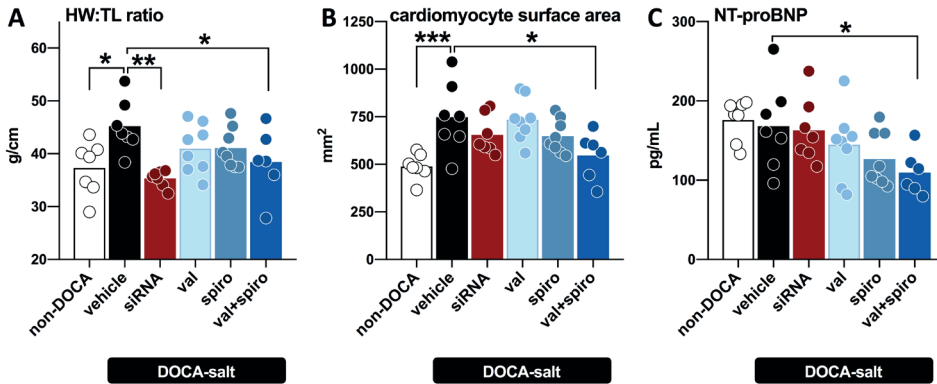 A HW:TL ratio
g/cm
60
50
40
30
20
* ** *
non-DOCA vehicle siRNA val spiro val+spiro
DOCA-salt
B cardiomyocyte surface area
mm²
1250
1000
750
500
250
0
*** *
non-DOCA vehicle siRNA val spiro val+spiro
DOCA-salt
C NT-proBNP
pg/mL
300
200
100
0
*
non-DOCA vehicle siRNA val spiro val+spiro
DOCA-salt